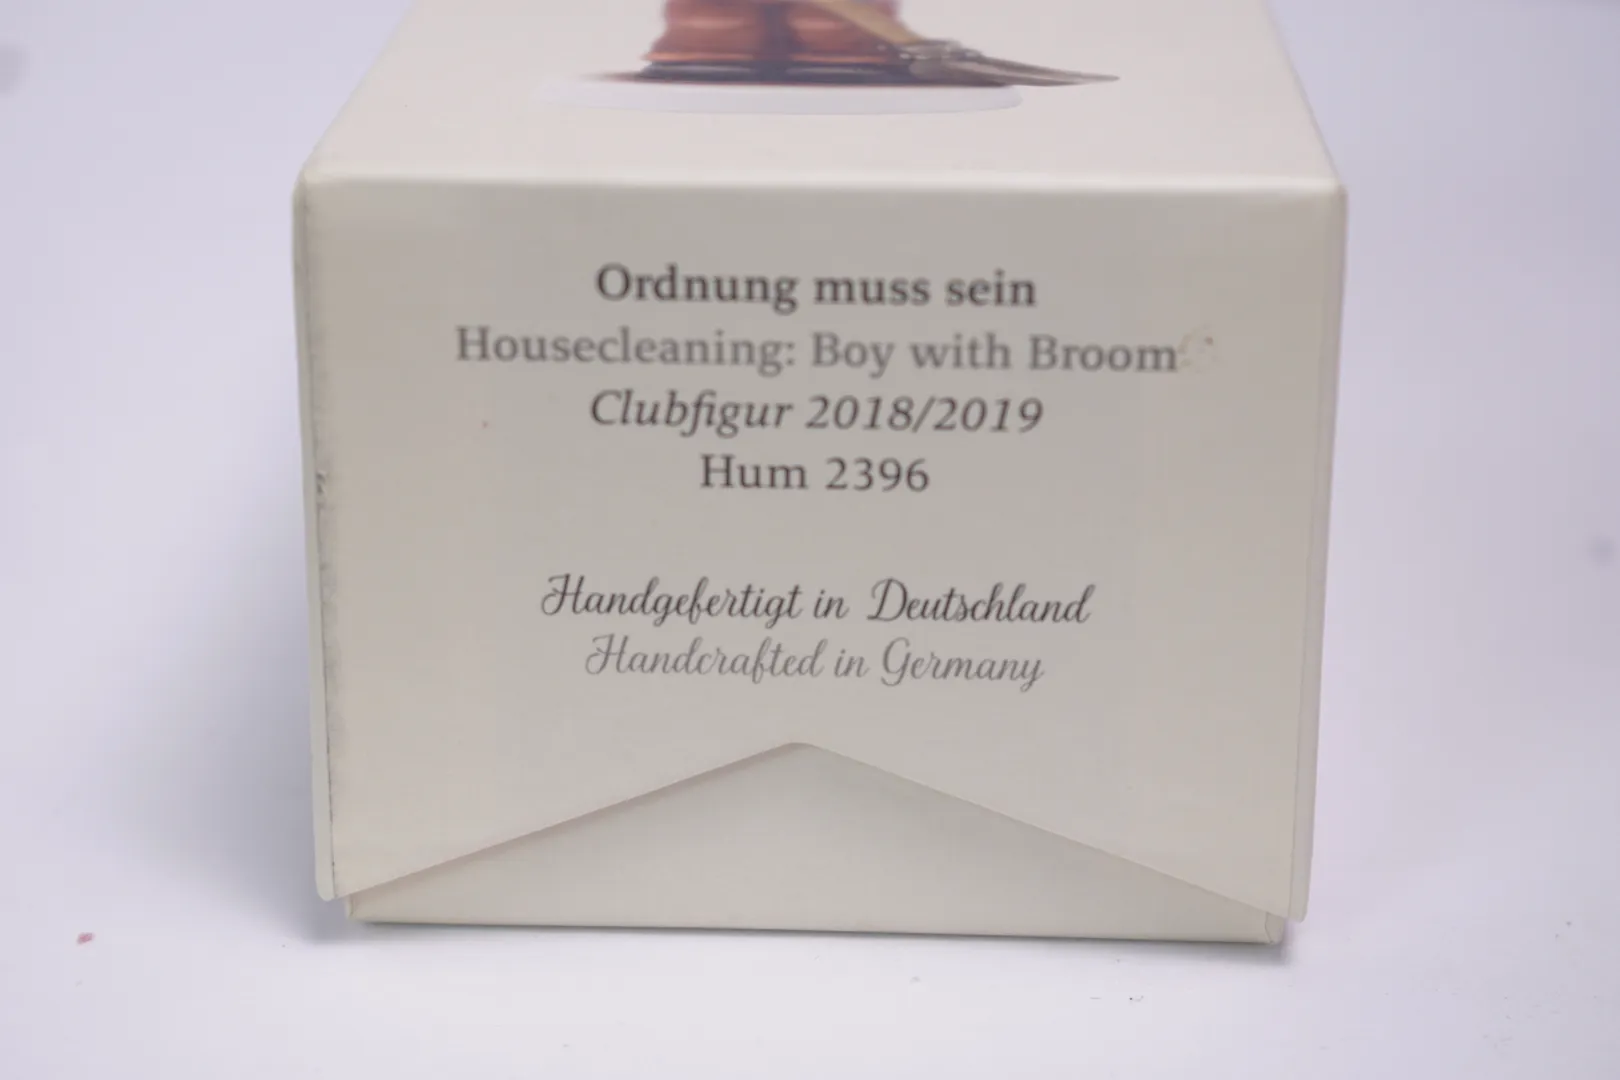 Ordnung muss sein
Housecleaning: Boy with Broom
Clubfigur 2018/2019
Hum 2396
Handgefertigt in Deutschland
Handcrafted in Germany